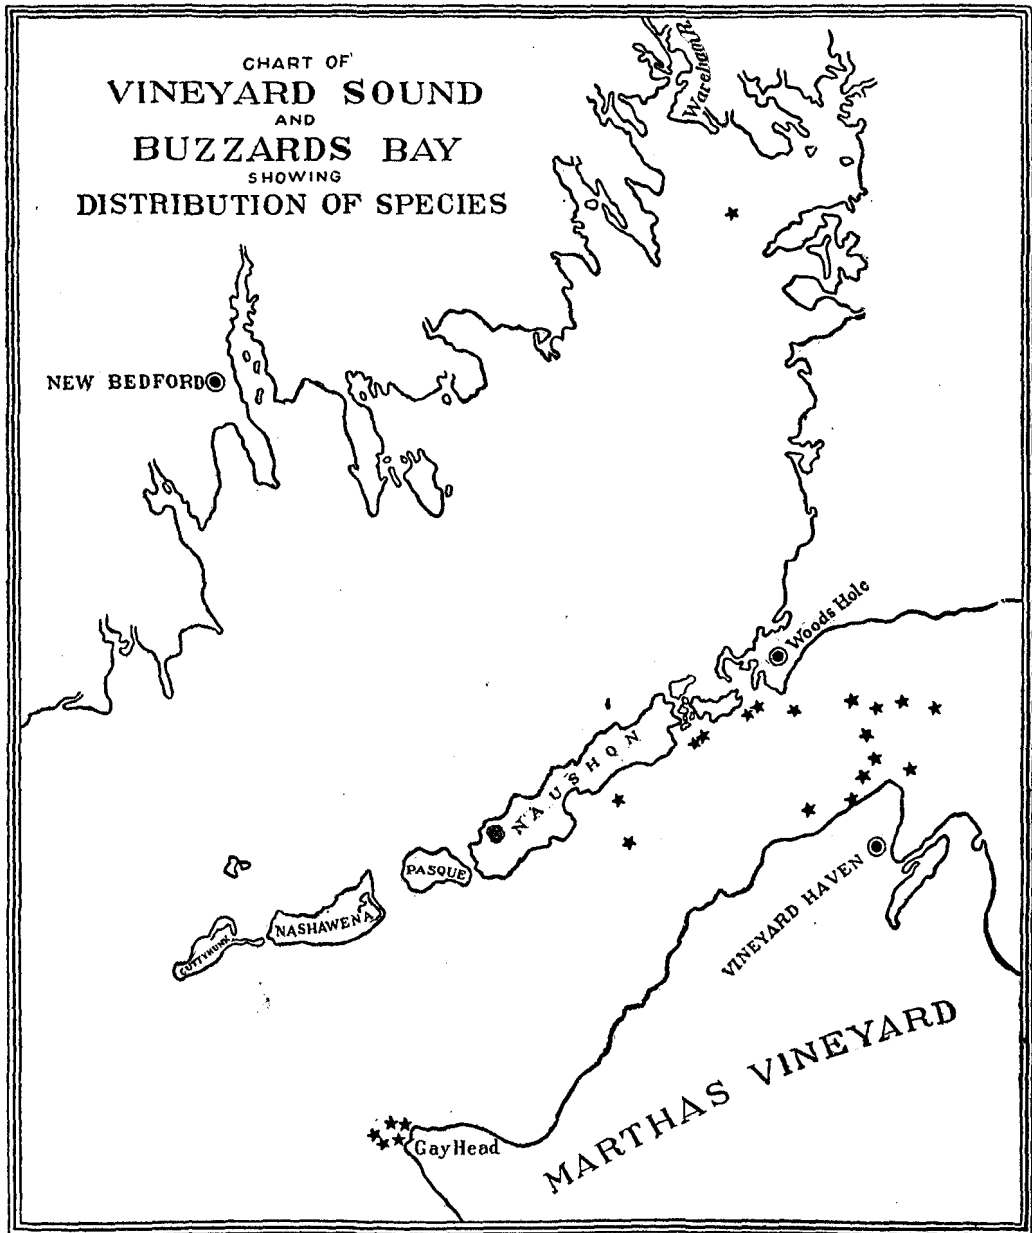 CHART OF
VINEYARD SOUND
AND
BUZZARDS BAY
SHOWING
DISTRIBUTION OF SPECIES
Wareham R
NEW BEDFORD
Woods Hole
NAUSHON
PASQUE
NASHAWENA
CUTTYHUNK
VINEYARD HAVEN
MARTHAS VINEYARD
Gay Head